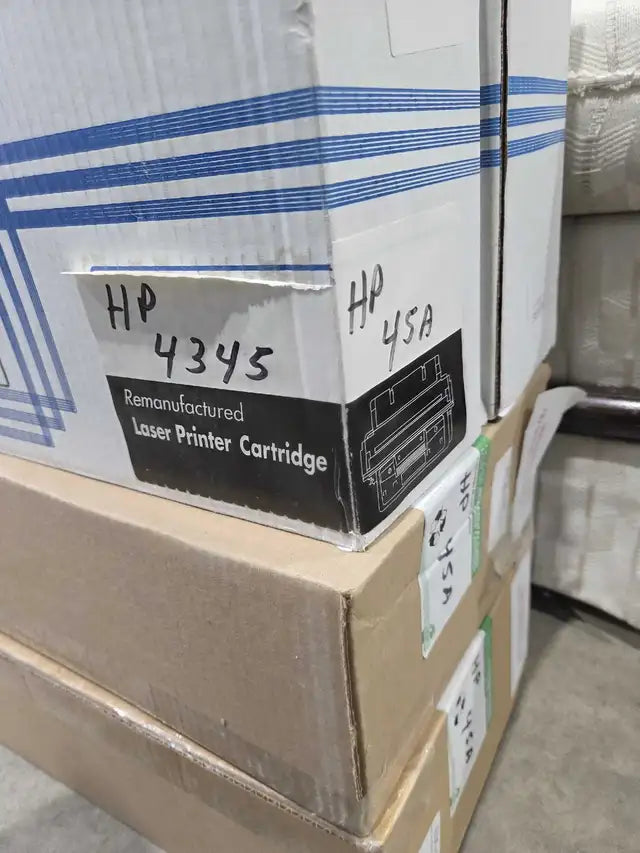 HP
4345
Remanufactured
Laser Printer Cartridge
HP
45A
HP
45A
HP
45A